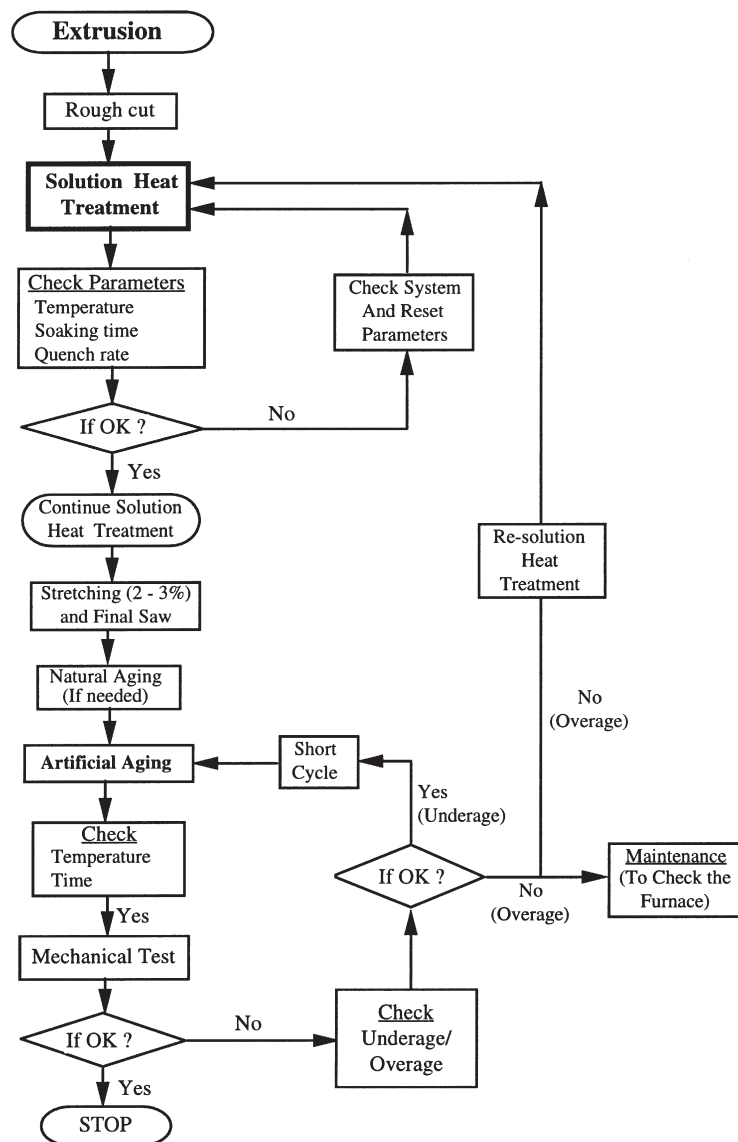 Extrusion
Rough cut
Solution Heat
Treatment
Check Parameters
Temperature
Soaking time
Quench rate
Check System
And Reset
Parameters
If OK ?
No
Yes
Continue Solution
Heat Treatment
Re-solution
Heat
Treatment
Stretching (2 - 3%)
and Final Saw
Natural Aging
(If needed)
No
(Overage)
Artificial Aging
Short
Cycle
Yes
(Underage)
Check
Temperature
Time
If OK ?
No
(Overage)
Maintenance
(To Check the
Furnace)
Yes
Mechanical Test
If OK ?
No
Check
Underage/
Overage
Yes
STOP